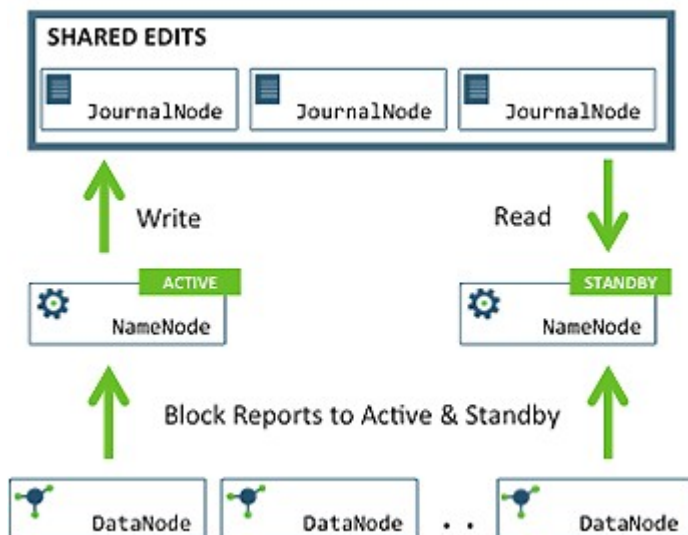 SHARED EDITS
JournalNode JournalNode JournalNode
Write Read
ACTIVE STANDBY
NameNode NameNode
Block Reports to Active & Standby
DataNode DataNode . . DataNode